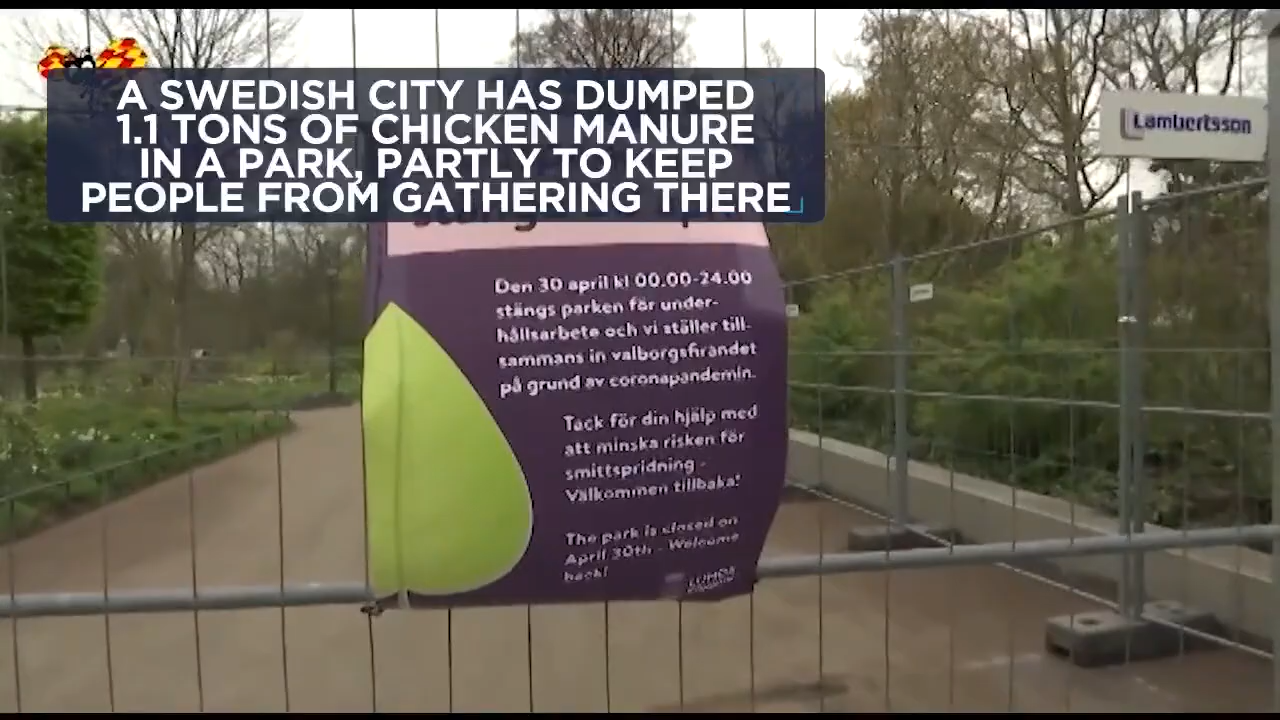 A SWEDISH CITY HAS DUMPED
1.1 TONS OF CHICKEN MANURE
IN A PARK, PARTLY TO KEEP
PEOPLE FROM GATHERING THERE
Lambertsson
Den 30 april kl 00.00-24.00
stängs parken för under-
hållsarbete och vi ställer till-
sammans in valborgsfirandet
på grund av coronapandemin.
Tack för din hjälp med
att minska risken för
smittspridning -
Välkommen tillbaka!
The park is closed on
April 30th - Welcome
back!